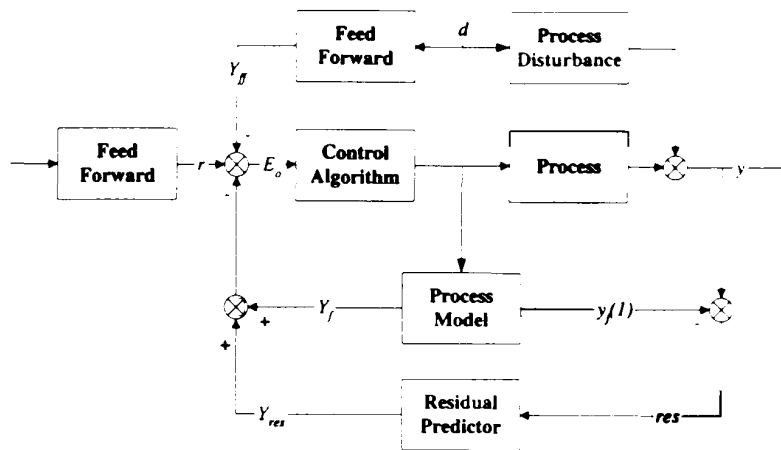 Feed
Forward
d
Process
Disturbance
Y_ff
Feed
Forward
r
-
E_o
Control
Algorithm
Process
y
-
Y_f
+
Process
Model
y_f(1)
-
+
Y_res
Residual
Predictor
res